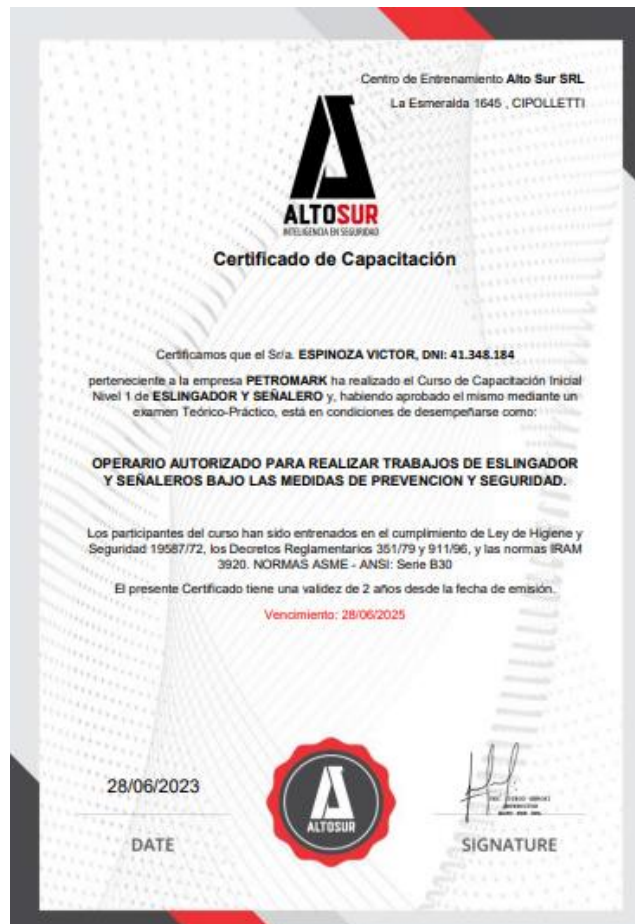 Centro de Entrenamiento Alto Sur SRL
La Esmeralda 1645 , CIPOLLETTI
ALTOSUR
INTELIGENCIA EN SEGURIDAD
Certificado de Capacitación
Certificamos que el Sr/a. ESPINOZA VICTOR, DNI: 41.348.184
perteneciente a la empresa PETROMARK ha realizado el Curso de Capacitación Inicial
Nivel 1 de ESLINGADOR Y SEÑALERO y, habiendo aprobado el mismo mediante un
examen Teórico-Práctico, está en condiciones de desempeñarse como:
OPERARIO AUTORIZADO PARA REALIZAR TRABAJOS DE ESLINGADOR
Y SEÑALEROS BAJO LAS MEDIDAS DE PREVENCION Y SEGURIDAD.
Los participantes del curso han sido entrenados en el cumplimiento de Ley de Higiene y
Seguridad 19587/72, los Decretos Reglamentarios 351/79 y 911/96, y las normas IRAM
3920. NORMAS ASME - ANSI: Serie B30
El presente Certificado tiene una validez de 2 años desde la fecha de emisión.
Vencimiento: 28/06/2025
28/06/2023
DATE
ALTOSUR
SIGNATURE